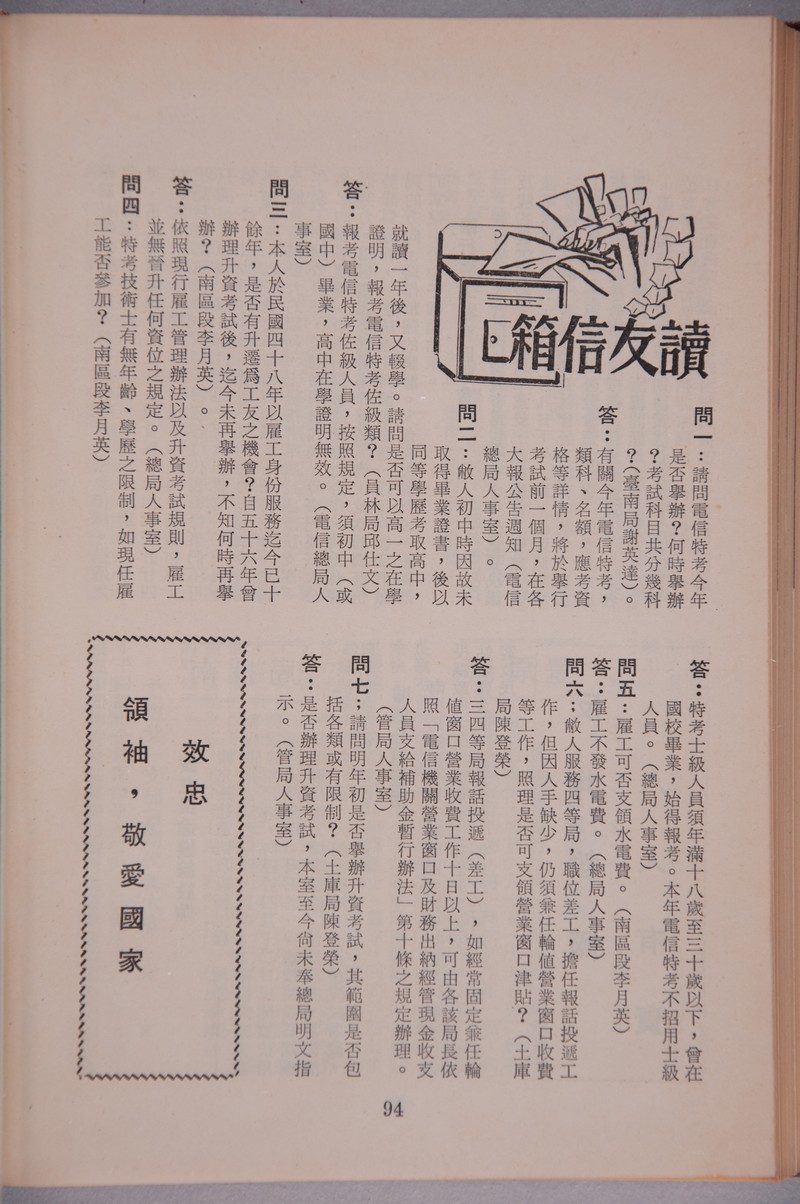 讀友信箱
問一：請問電信特考今年
是否舉辦？何時舉辦
？考試科目共分幾科
？（臺南局謝英達）。
答：有關今年電信特考，
類科、名額，應考資
格等詳情，將於舉行
考試前一個月，在各
大報公告週知（電信
總局人事室）。
問二：敝人初中時因故未
取得畢業證書，後以
同等學歷考取高中，
就讀一年後，又輟學。請問是否可以高一之在學
證明，報考電信特考佐級類？（員林局邱仕文）
答：報考電信特考佐級人員，按照規定，須初中（或
國中）畢業，高中在學證明無效。（電信總局人
事室）
問三：本人於民國四十八年以雇工身份服務迄今已十
餘年，是否有升遷爲工友之機會？自五十六年曾
辦理升資考試後，迄今未再舉辦，不知何時再舉
辦？（南區段李月英）。
答：依照現行雇工管理辦法以及升資考試規則，雇工
並無晉升任何資位之規定。（總局人事室）
問四：特考技術士有無年齡、學歷之限制，如現任雇
工能否參加？（南區段李月英）
答：特考士級人員須年滿十八歲至三十歲以下，曾在
國校畢業，始得報考。本年電信特考不招用士級
人員。（總局人事室）
問五：雇工可否支領水電費。（南區段李月英）
答：雇工不發水電費。（總局人事室）
問六；敝人服務四等局，職位差工，擔任報話投遞工
作，但因人手缺少，仍須兼任輪値營業窗口收費
等工作，照理是否可支領營業窗口津貼？（土庫
局陳登榮）
答：三四等局報話投遞（差工），如經常固定兼任輪
値窗口營業收費工作十日以上，可由各該局長依
照「電信機關營業窗口及財務出納經管現金收支
人員支給補助金暫行辦法」第十條之規定辦理。
（管局人事室）
問七；請問明年初是否舉辦升資考試，其範圍是否包
括各類或有限制？（土庫局陳登榮）
答：是否辦理升資考試，本室至今尙未奉總局明文指
示。（管局人事室）
效忠
領袖，敬愛國家
94